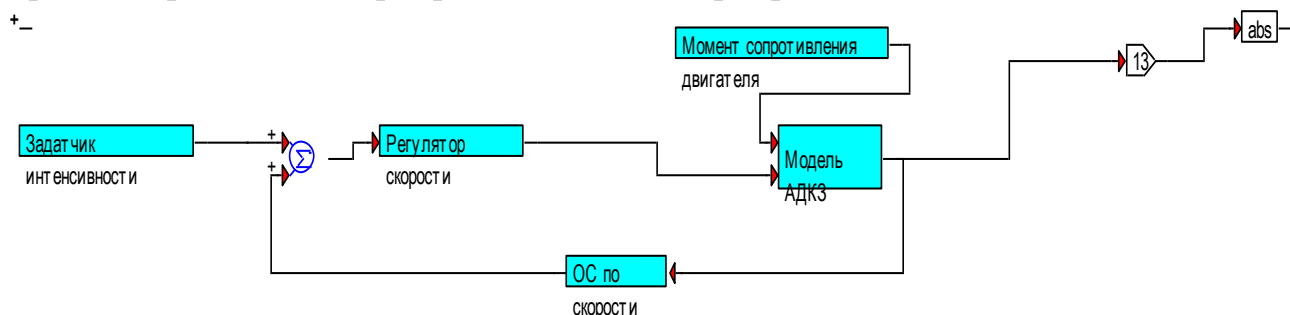 +_
Момент сопротивления
двигателя
13
abs
Задатчик
интенсивности
+
+
Σ
Регулятор
скорости
Модель
АДКЗ
ОС по
скорости